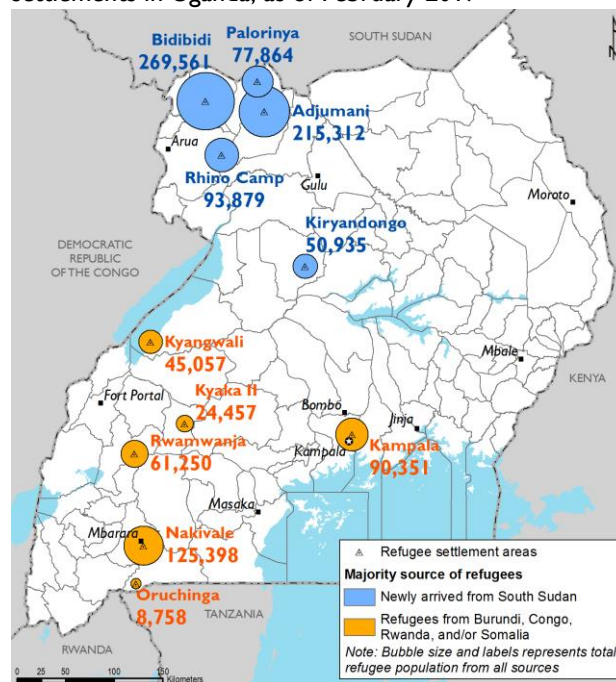 settlements in Uganda, as of February 2017
SOUTH SUDAN
N
Bidibidi
269,561
Palorinya
77,864
Adjumani
215,312
Arua
Rhino Camp
93,879
Gulu
Moroto
Kiryandongo
50,935
DEMOCRATIC
REPUBLIC
OF THE CONGO
Kyangwali
45,057
Mbale
KENYA
Kyaka II
24,457
Fort Portal
Bombo
Jinja
Rwamwanja
61,250
Kampala
Kampala
90,351
Masaka
Mbarara
Nakivale
125,398
Oruchinga
8,758
TANZANIA
RWANDA
0 25 50 100 150
Kilometers
Refugee settlement areas
Majority source of refugees
Newly arrived from South Sudan
Refugees from Burundi, Congo,
Rwanda, and/or Somalia
Note: Bubble size and labels represents total
refugee population from all sources